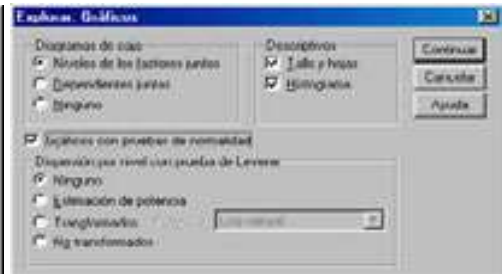 Explorar: Gráficos
Diagramas de caja
Niveles de los factores juntos
Dependientes juntos
Ninguno
Descriptivos
Tallo y hojas
Histograma
Continuar
Cancelar
Ayuda
Gráficos con pruebas de normalidad
Dispersión por nivel con prueba de Levene
Ninguno
Estimación de potencia
Transformados
No transformados